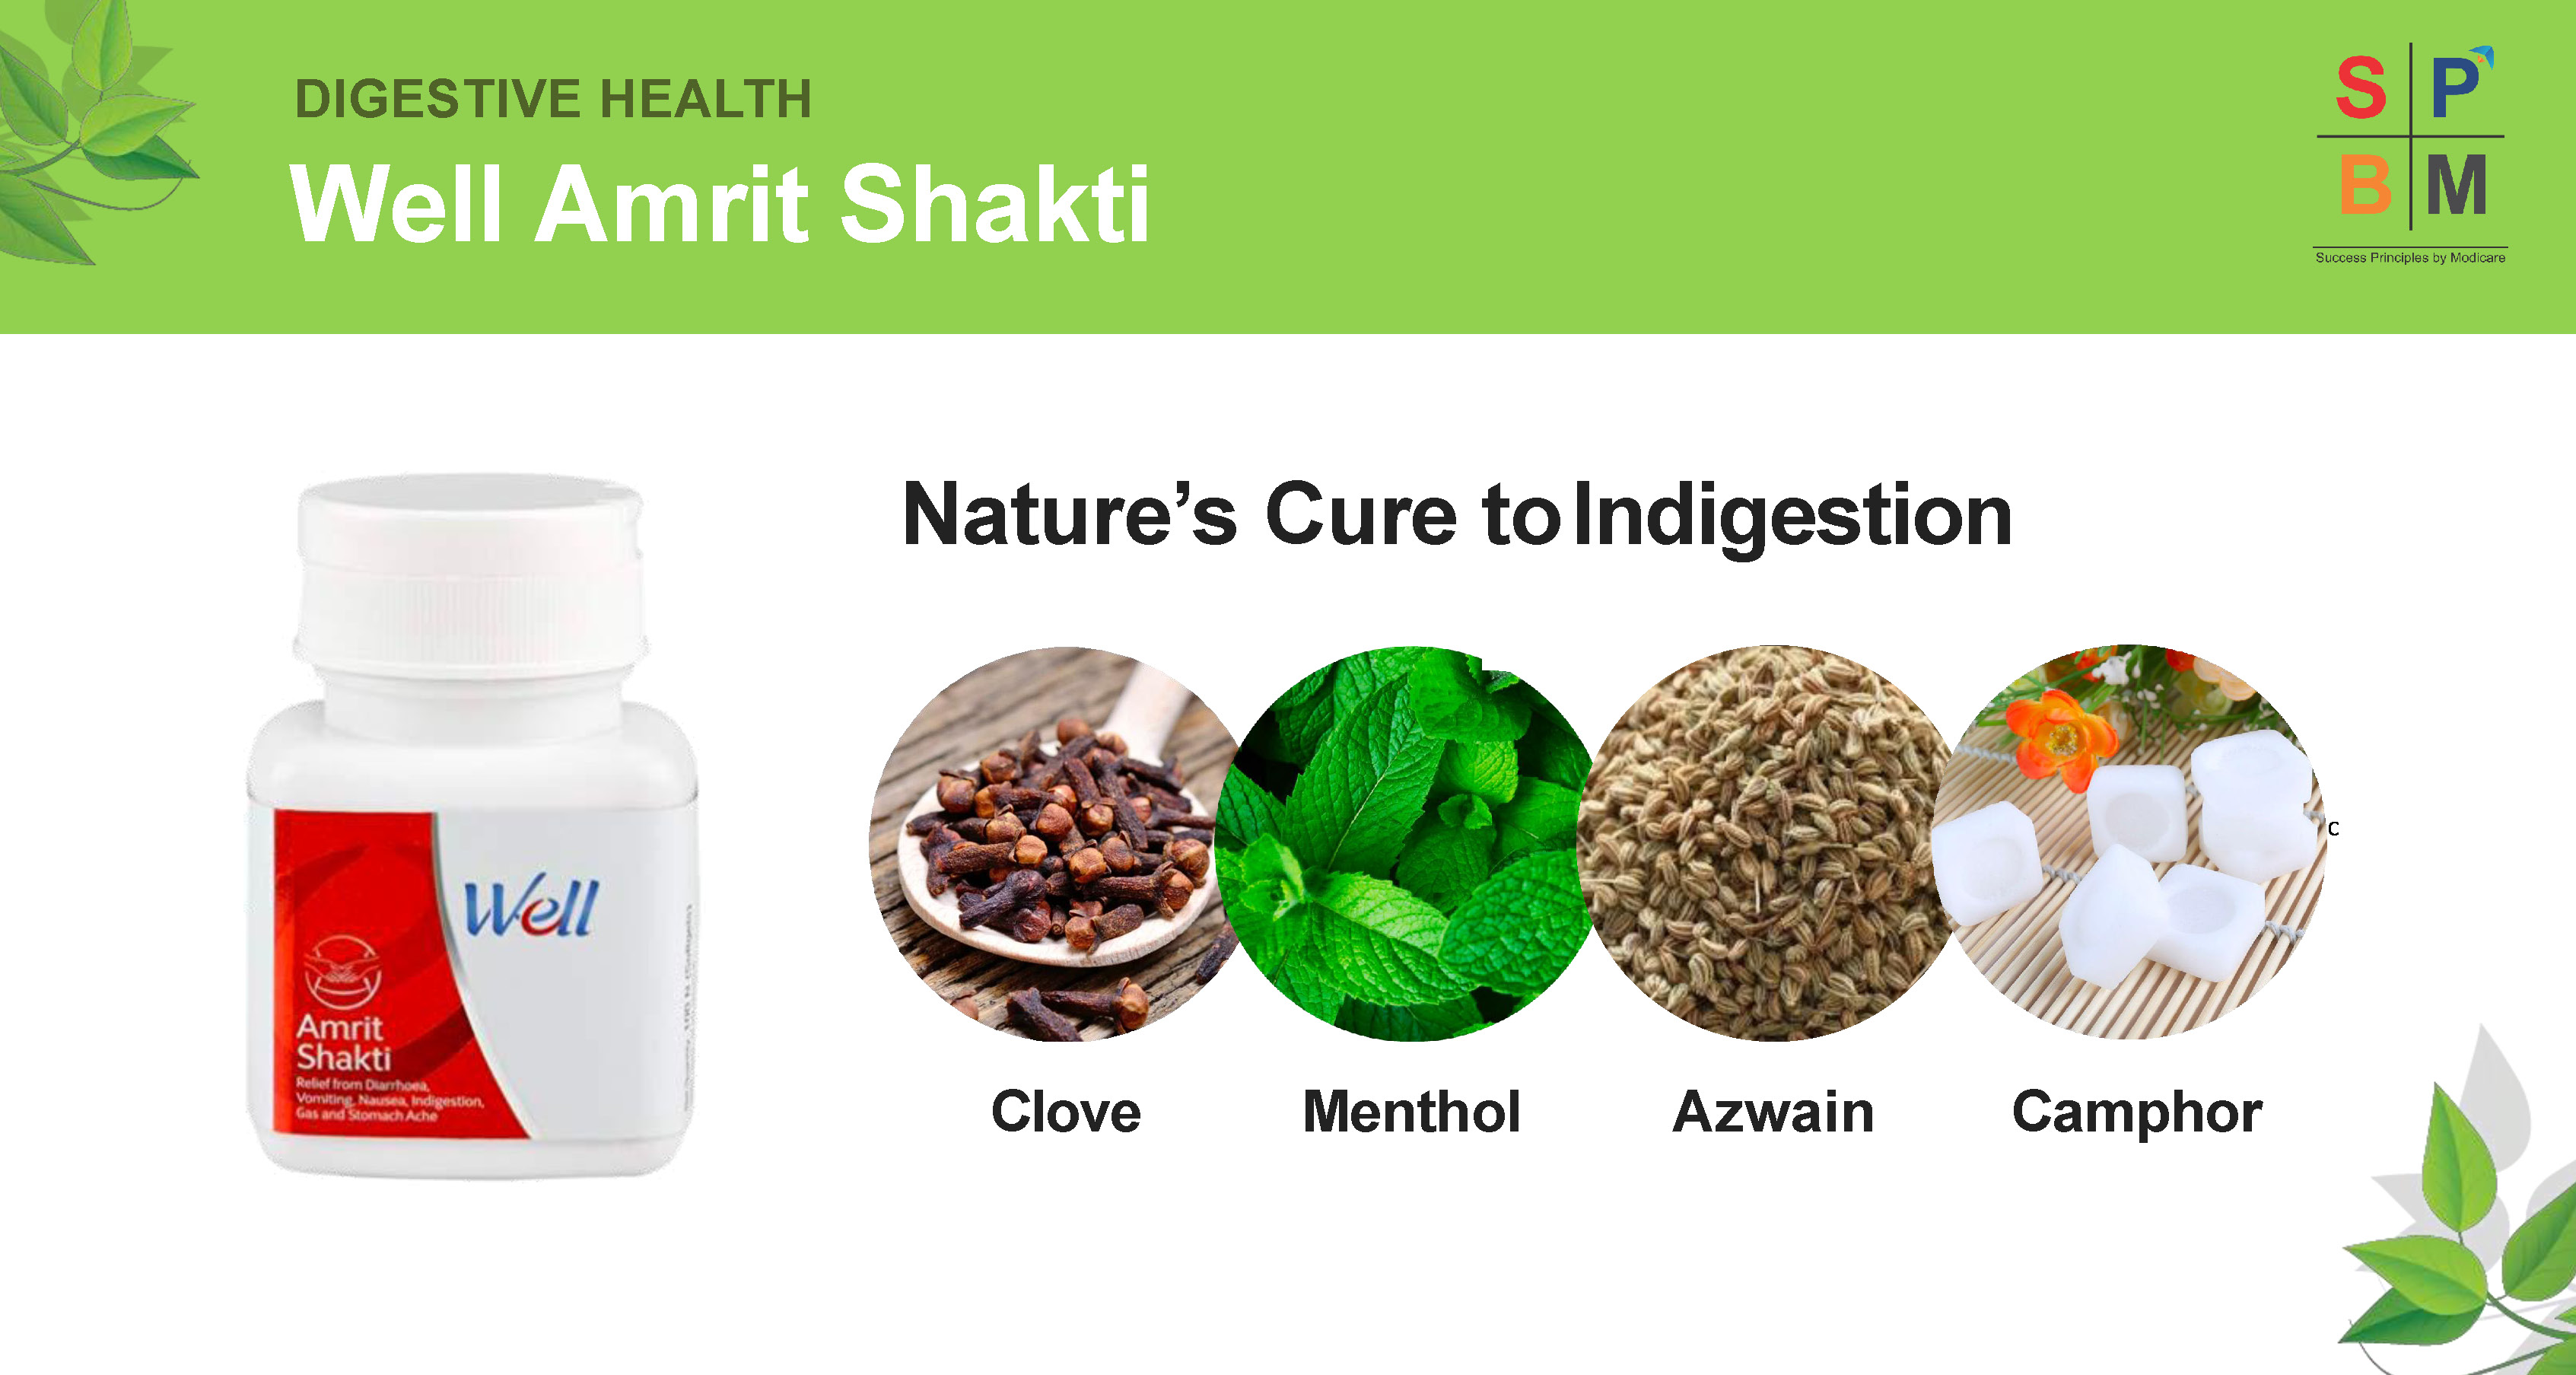 DIGESTIVE HEALTH
Well Amrit Shakti
S P
B M
Success Principles by Modicare
Nature’s Cure to Indigestion
Well
Amrit
Shakti
Relief from Diarrhoea,
Vomiting, Nausea, Indigestion,
Gas and Stomach Ache
c
Clove
Menthol
Azwain
Camphor